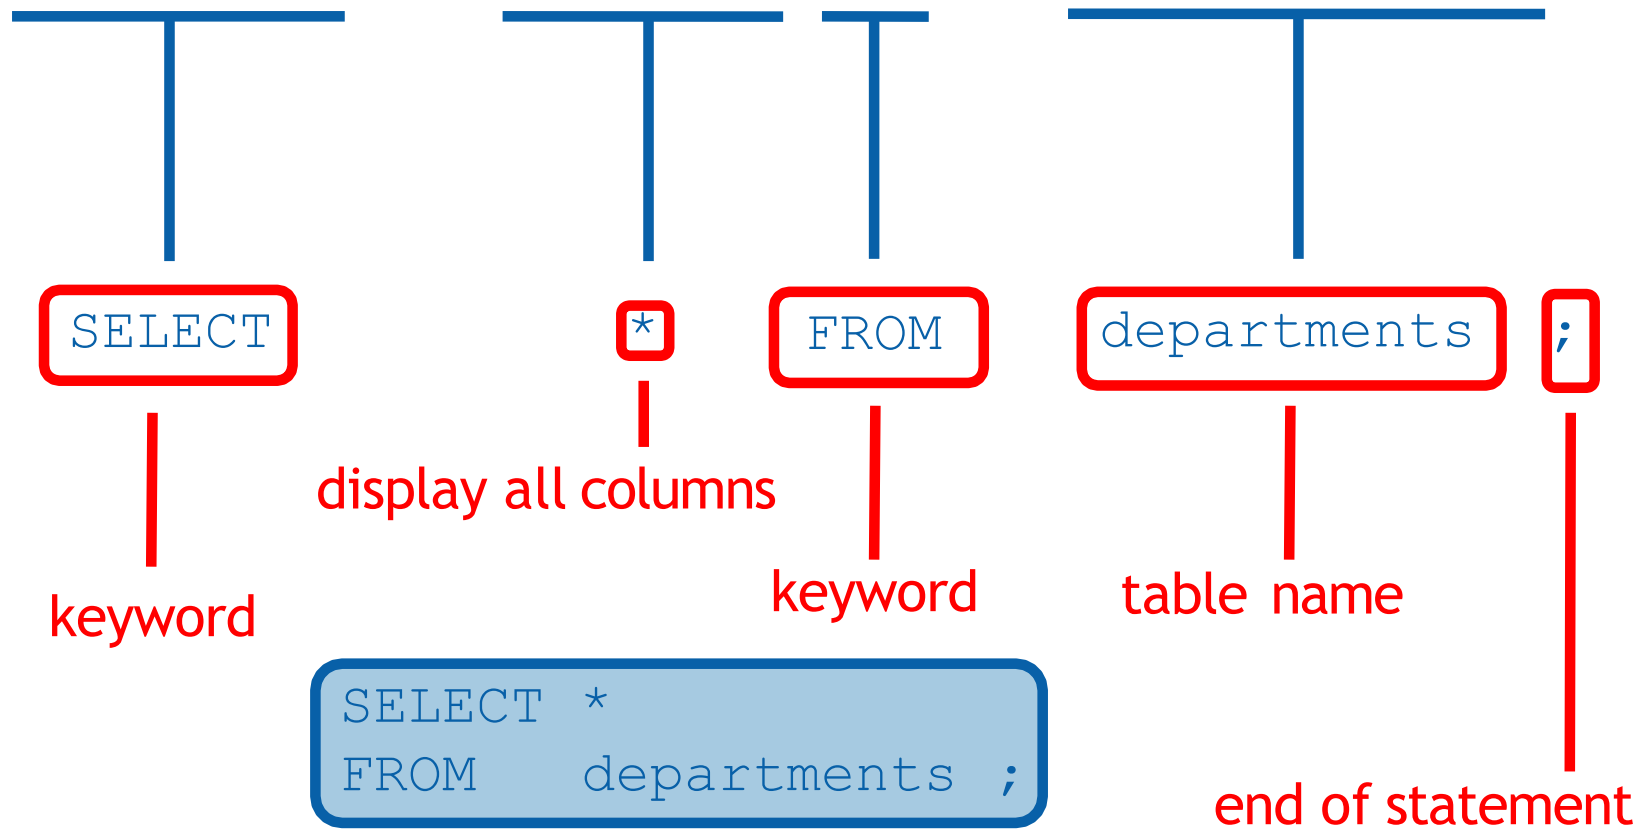 SELECT * FROM departments ;
display all columns
keyword
table name
keyword
SELECT *
FROM departments ;
end of statement